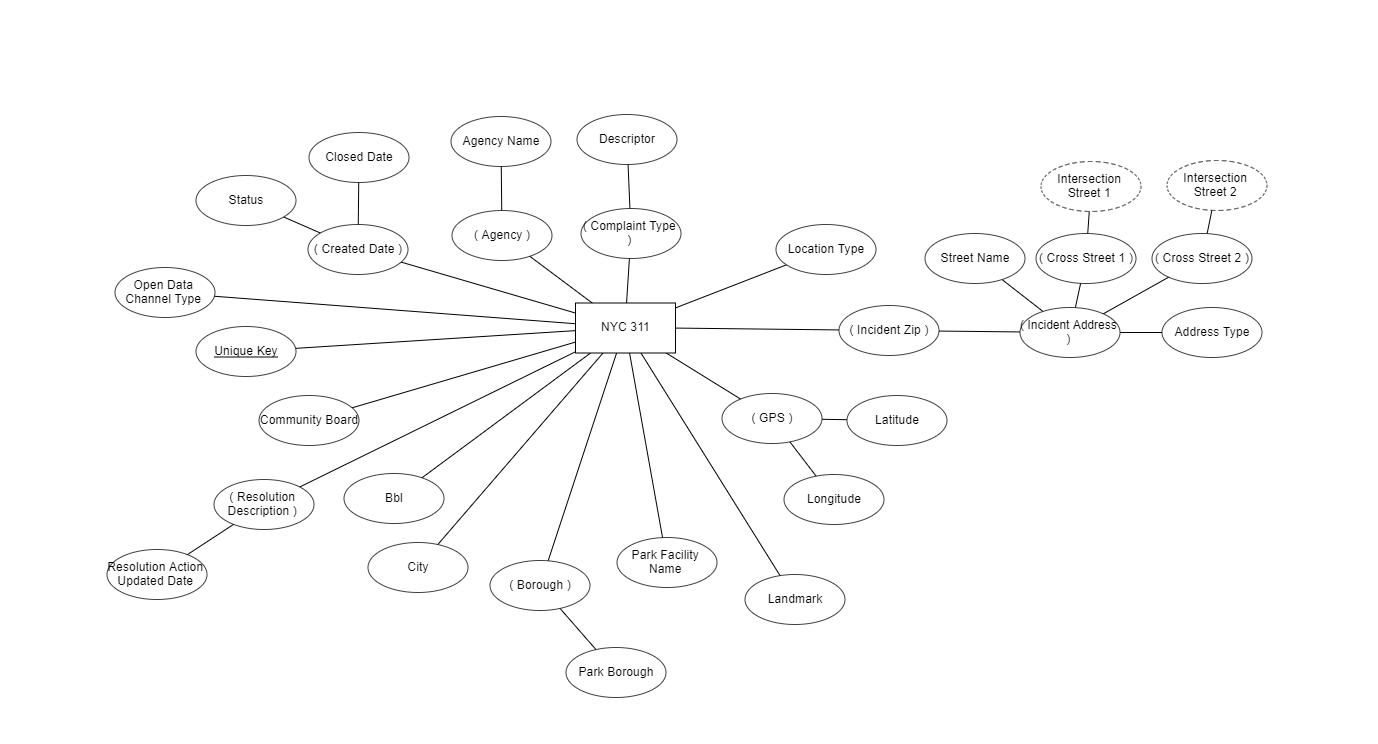 Agency Name
Descriptor
Closed Date
Intersection
Street 1
Intersection
Street 2
Status
( Created Date )
( Agency )
( Complaint Type
)
Location Type
Street Name
( Cross Street 1 )
( Cross Street 2 )
Open Data
Channel Type
NYC 311
( Incident Zip )
( Incident Address
)
Address Type
Unique Key
Community Board
( GPS )
Latitude
( Resolution
Description )
Bbl
Longitude
Resolution Action
Updated Date
City
( Borough )
Park Facility
Name
Landmark
Park Borough